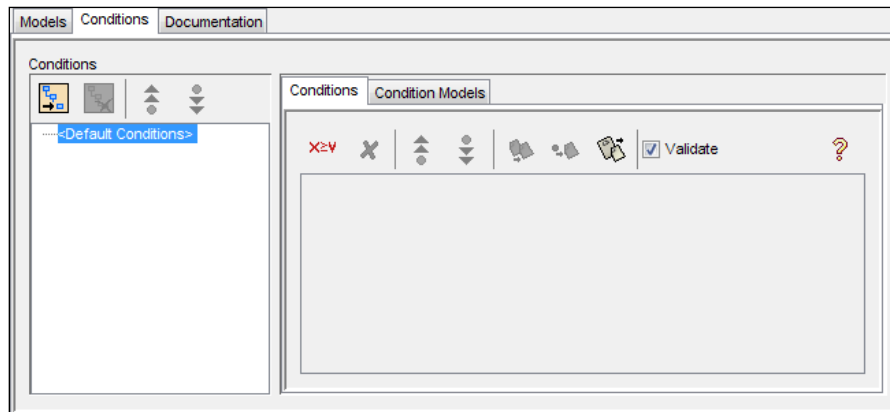 Models Conditions Documentation
Conditions
<Default Conditions>
Conditions Condition Models
X≥Y Validate ?